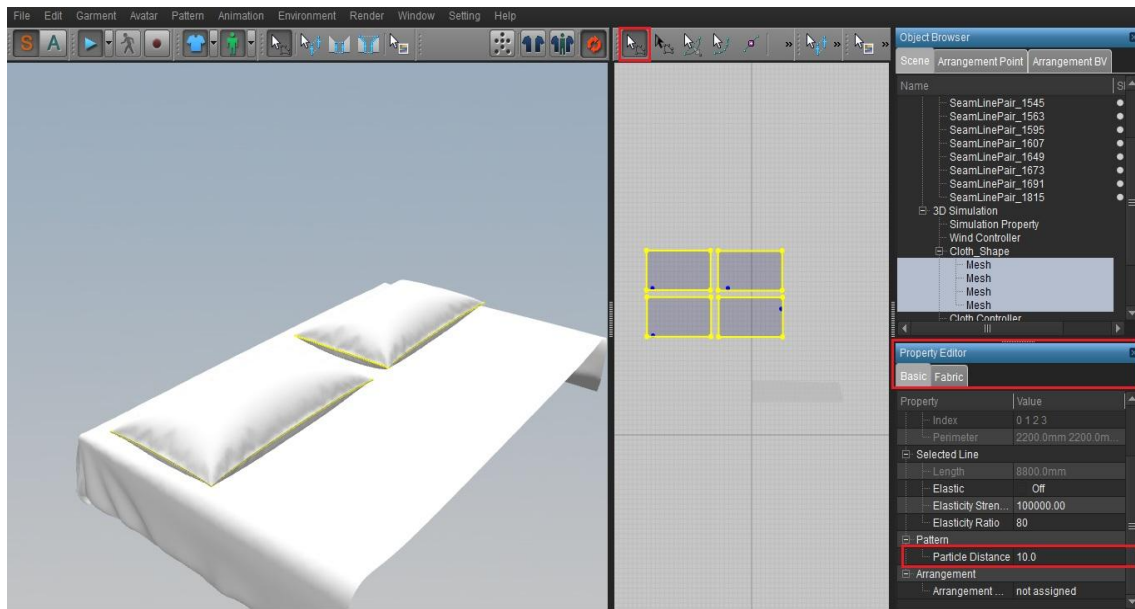 File Edit Garment Avatar Pattern Animation Environment Render Window Setting Help
S A » » »
Object Browser
Scene Arrangement Point Arrangement BV
Name
SeamLinePair_1545
SeamLinePair_1563
SeamLinePair_1595
SeamLinePair_1607
SeamLinePair_1649
SeamLinePair_1673
SeamLinePair_1691
SeamLinePair_1815
3D Simulation
Simulation Property
Wind Controller
Cloth_Shape
Mesh
Mesh
Mesh
Mesh
Cloth Controller
Property Editor
Basic Fabric
Property Value
Index 0 1 2 3
Perimeter 2200.0mm 2200.0m...
Selected Line
Length 8800.0mm
Elastic Off
Elasticity Stren... 100000.00
Elasticity Ratio 80
Pattern
Particle Distance 10.0
Arrangement
Arrangement ... not assigned